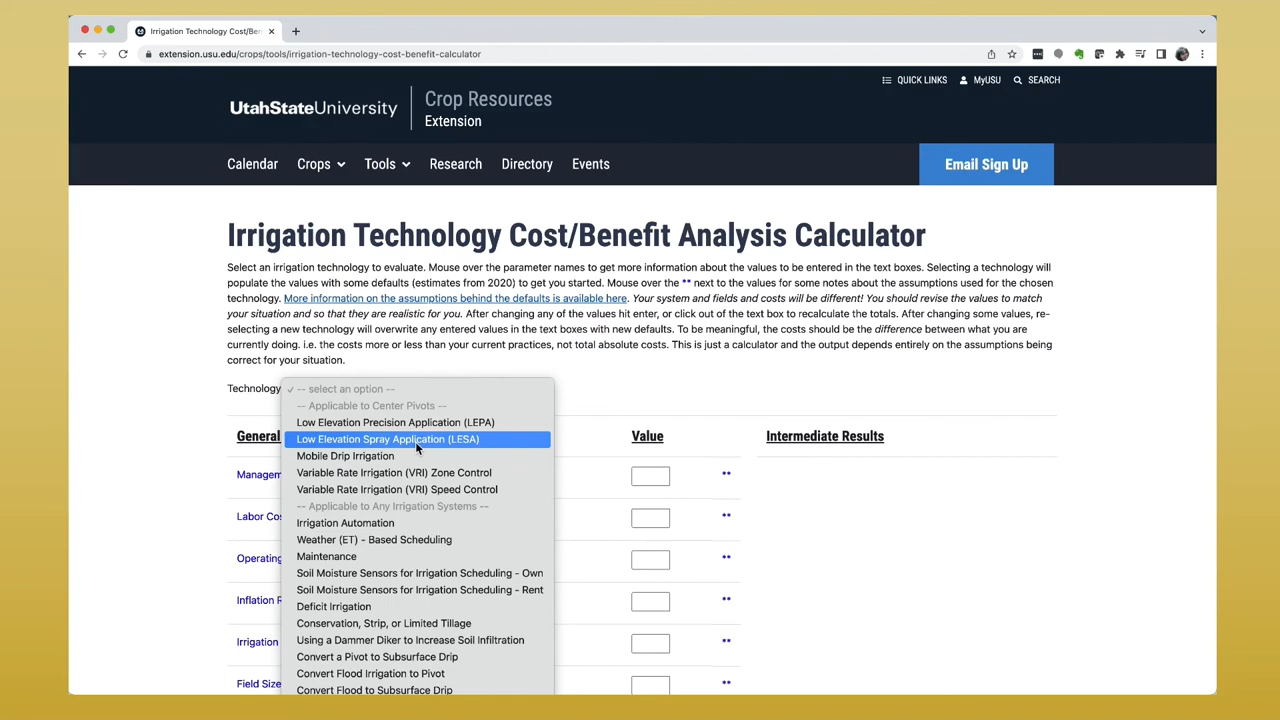 Irrigation Technology Cost/Ben
extension.usu.edu/crops/tools/irrigation-technology-cost-benefit-calculator
QUICK LINKS MyUSU SEARCH
UtahStateUniversity
Crop Resources
Extension
Calendar Crops Tools Research Directory Events Email Sign Up
Irrigation Technology Cost/Benefit Analysis Calculator
Select an irrigation technology to evaluate. Mouse over the parameter names to get more information about the values to be entered in the text boxes. Selecting a technology will
populate the values with some defaults (estimates from 2020) to get you started. Mouse over the ** next to the values for some notes about the assumptions used for the chosen
technology. More information on the assumptions behind the defaults is available here. Your system and fields and costs will be different! You should revise the values to match
your situation and so that they are realistic for you. After changing any of the values hit enter, or click out of the text box to recalculate the totals. After changing some values, re-
selecting a new technology will overwrite any entered values in the text boxes with new defaults. To be meaningful, the costs should be the difference between what you are
currently doing. i.e. the costs more or less than your current practices, not total absolute costs. This is just a calculator and the output depends entirely on the assumptions being
correct for your situation.
Technology ✓ -- select an option --
-- Applicable to Center Pivots --
Low Elevation Precision Application (LEPA)
General Value Intermediate Results
Low Elevation Spray Application (LESA)
Mobile Drip Irrigation
Managem **
Variable Rate Irrigation (VRI) Zone Control
Variable Rate Irrigation (VRI) Speed Control
-- Applicable to Any Irrigation Systems --
Labor Cos **
Irrigation Automation
Weather (ET) - Based Scheduling
Operating **
Maintenance
Soil Moisture Sensors for Irrigation Scheduling - Own
Soil Moisture Sensors for Irrigation Scheduling - Rent
Inflation R **
Deficit Irrigation
Conservation, Strip, or Limited Tillage
Irrigation **
Using a Dammer Diker to Increase Soil Infiltration
Convert a Pivot to Subsurface Drip
Convert Flood Irrigation to Pivot
Field Size **
Convert Flood to Subsurface Drip